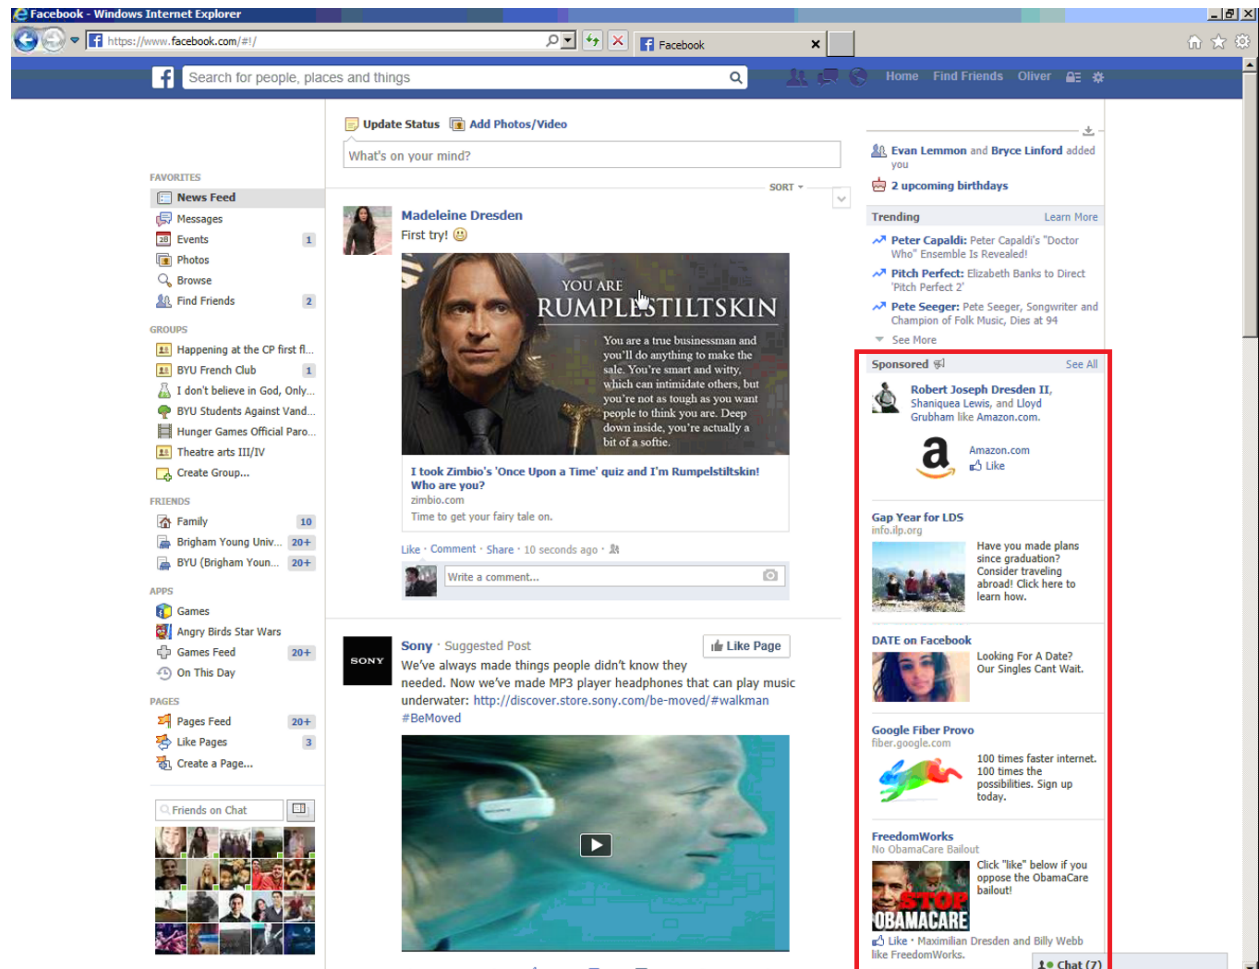 Facebook - Windows Internet Explorer
https://www.facebook.com/#!/
Facebook
Search for people, places and things
Home Find Friends Oliver
FAVORITES
News Feed
Messages
Events 1
Photos
Browse
Find Friends 2
GROUPS
Happening at the CP first fl...
BYU French Club 1
I don't believe in God, Only...
BYU Students Against Vand...
Hunger Games Official Paro...
Theatre arts III/IV
Create Group...
FRIENDS
Family 10
Brigham Young Univ... 20+
BYU (Brigham Youn... 20+
APPS
Games
Angry Birds Star Wars
Games Feed 20+
On This Day
PAGES
Pages Feed 20+
Like Pages 3
Create a Page...
Friends on Chat
Update Status Add Photos/Video
What's on your mind?
SORT
Madeleine Dresden
First try!
YOU ARE
RUMPLESTILTSKIN
You are a true businessman and
you'll do anything to make the
sale. You're smart and witty,
which can intimidate others, but
you're not as tough as you want
people to think you are. Deep
down inside, you're actually a
bit of a softie.
I took Zimbio's 'Once Upon a Time' quiz and I'm Rumpelstiltskin!
Who are you?
zimbio.com
Time to get your fairy tale on.
Like · Comment · Share · 10 seconds ago ·
Write a comment...
SONY
Sony · Suggested Post
Like Page
We've always made things people didn't know they
needed. Now we've made MP3 player headphones that can play music
underwater: http://discover.store.sony.com/be-moved/#walkman
#BeMoved
Evan Lemmon and Bryce Linford added
you
2 upcoming birthdays
Trending Learn More
Peter Capaldi: Peter Capaldi's "Doctor
Who" Ensemble Is Revealed!
Pitch Perfect: Elizabeth Banks to Direct
'Pitch Perfect 2'
Pete Seeger: Pete Seeger, Songwriter and
Champion of Folk Music, Dies at 94
See More
Sponsored See All
Robert Joseph Dresden II,
Shaniquea Lewis, and Lloyd
Grubham like Amazon.com.
a
Amazon.com
Like
Gap Year for LDS
info.ilp.org
Have you made plans
since graduation?
Consider traveling
abroad! Click here to
learn how.
DATE on Facebook
Looking For A Date?
Our Singles Cant Wait.
Google Fiber Provo
fiber.google.com
100 times faster internet.
100 times the
possibilities. Sign up
today.
FreedomWorks
No ObamaCare Bailout
Click "like" below if you
oppose the ObamaCare
bailout!
STOP
OBAMACARE
Like · Maximilian Dresden and Billy Webb
like FreedomWorks.
Chat (7)